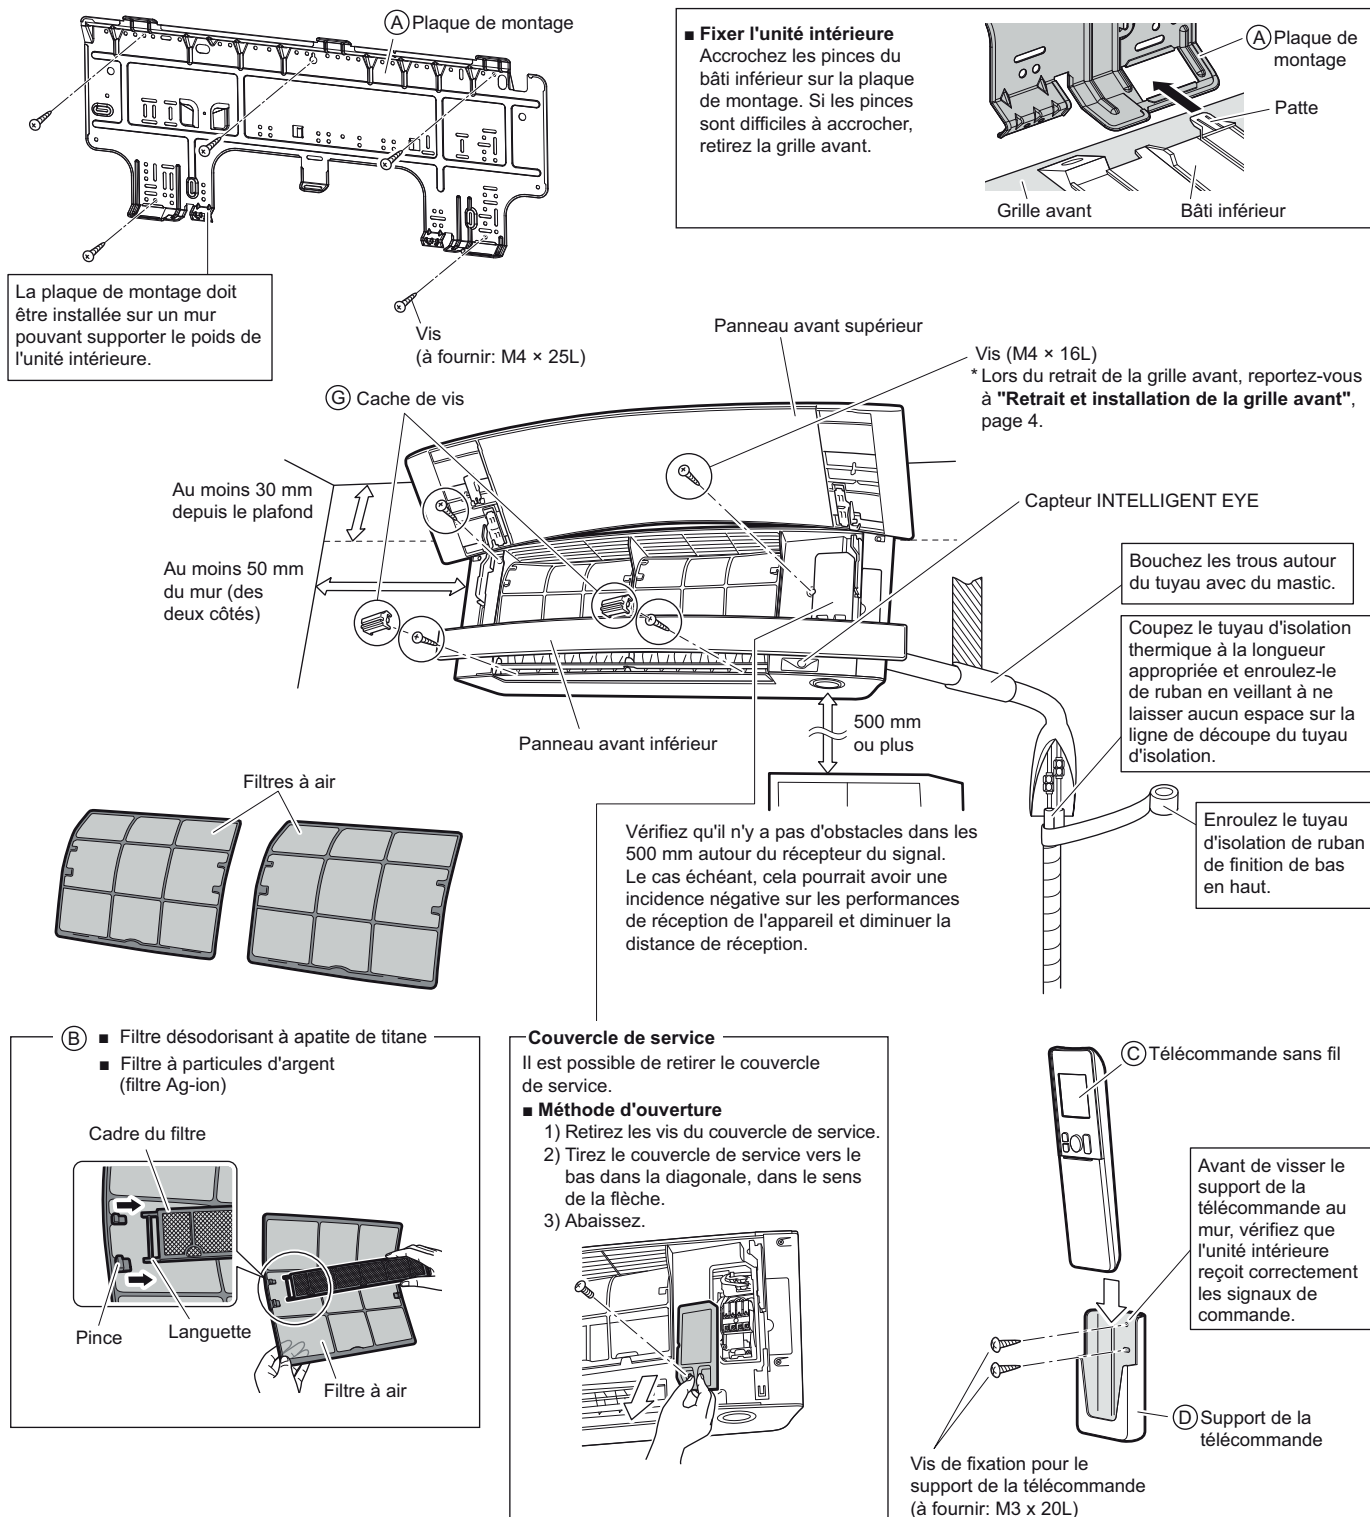 Ⓐ Plaque de montage
La plaque de montage doit
être installée sur un mur
pouvant supporter le poids de
l'unité intérieure.
Vis
(à fournir: M4 × 25L)
■ Fixer l'unité intérieure
Accrochez les pinces du
bâti inférieur sur la plaque
de montage. Si les pinces
sont difficiles à accrocher,
retirez la grille avant.
Ⓐ Plaque de
montage
Patte
Grille avant
Bâti inférieur
Panneau avant supérieur
Vis (M4 × 16L)
* Lors du retrait de la grille avant, reportez-vous
à "Retrait et installation de la grille avant",
page 4.
Ⓖ Cache de vis
Au moins 30 mm
depuis le plafond
Au moins 50 mm
du mur (des
deux côtés)
Capteur INTELLIGENT EYE
Bouchez les trous autour
du tuyau avec du mastic.
Coupez le tuyau d'isolation
thermique à la longueur
appropriée et enroulez-le
de ruban en veillant à ne
laisser aucun espace sur la
ligne de découpe du tuyau
d'isolation.
Panneau avant inférieur
500 mm
ou plus
Enroulez le tuyau
d'isolation de ruban
de finition de bas
en haut.
Filtres à air
Vérifiez qu'il n'y a pas d'obstacles dans les
500 mm autour du récepteur du signal.
Le cas échéant, cela pourrait avoir une
incidence négative sur les performances
de réception de l'appareil et diminuer la
distance de réception.
Ⓑ ■ Filtre désodorisant à apatite de titane
■ Filtre à particules d'argent
(filtre Ag-ion)
Cadre du filtre
Pince
Languette
Filtre à air
Couvercle de service
Il est possible de retirer le couvercle
de service.
■ Méthode d'ouverture
1) Retirez les vis du couvercle de service.
2) Tirez le couvercle de service vers le
bas dans la diagonale, dans le sens
de la flèche.
3) Abaissez.
Ⓒ Télécommande sans fil
Avant de visser le
support de la
télécommande au
mur, vérifiez que
l'unité intérieure
reçoit correctement
les signaux de
commande.
Ⓓ Support de la
télécommande
Vis de fixation pour le
support de la télécommande
(à fournir: M3 x 20L)